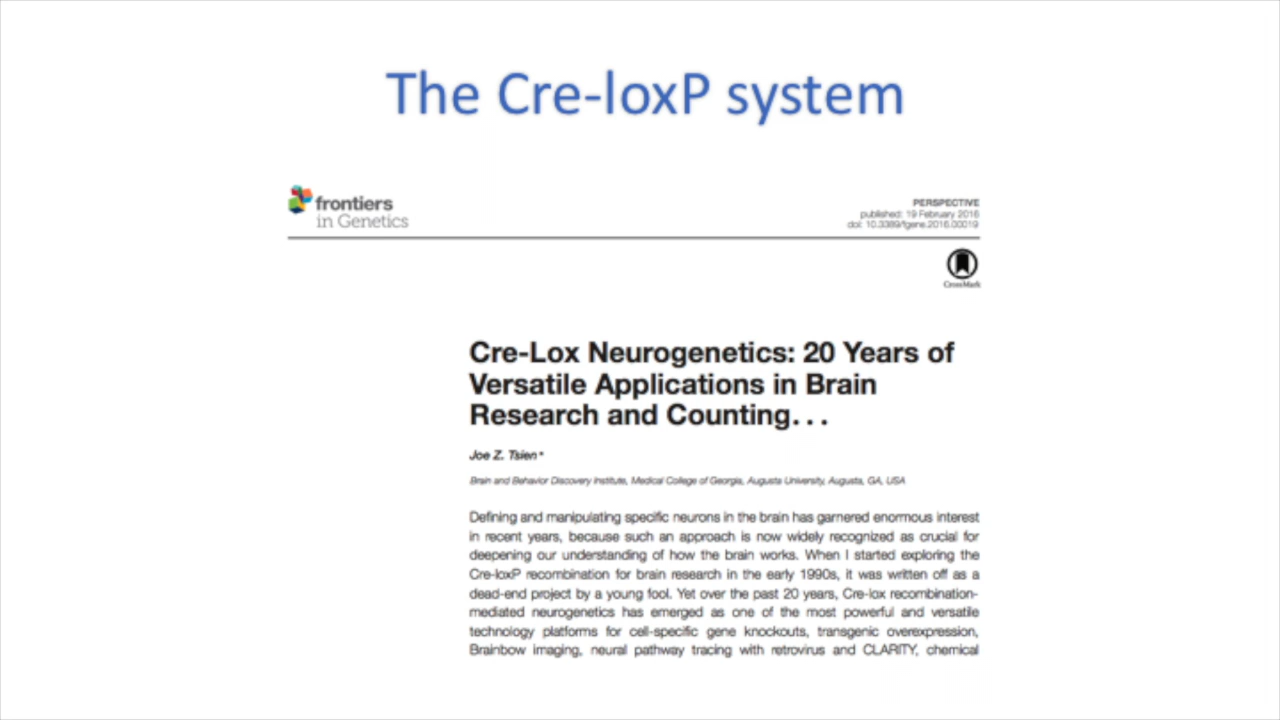 The Cre-loxP system
frontiers
in Genetics
PERSPECTIVE
published: 19 February 2016
doi: 10.3389/fgene.2016.00019
CrossMark
Cre-Lox Neurogenetics: 20 Years of
Versatile Applications in Brain
Research and Counting. . .
Joe Z. Tsien*
Brain and Behavior Discovery Institute, Medical College of Georgia, Augusta University, Augusta, GA, USA
Defining and manipulating specific neurons in the brain has garnered enormous interest
in recent years, because such an approach is now widely recognized as crucial for
deepening our understanding of how the brain works. When I started exploring the
Cre-loxP recombination for brain research in the early 1990s, it was written off as a
dead-end project by a young fool. Yet over the past 20 years, Cre-lox recombination-
mediated neurogenetics has emerged as one of the most powerful and versatile
technology platforms for cell-specific gene knockouts, transgenic overexpression,
Brainbow imaging, neural pathway tracing with retrovirus and CLARITY, chemical